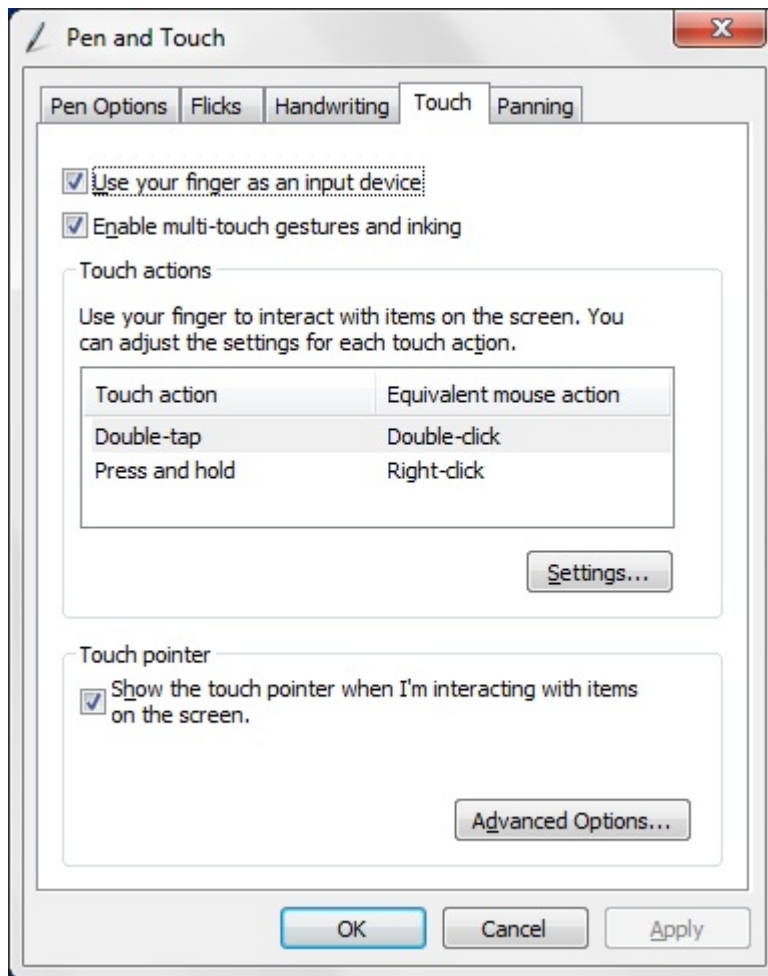 Pen and Touch
Pen Options Flicks Handwriting Touch Panning
Use your finger as an input device
Enable multi-touch gestures and inking
Touch actions
Use your finger to interact with items on the screen. You
can adjust the settings for each touch action.
Touch action Equivalent mouse action
Double-tap Double-click
Press and hold Right-click
Settings...
Touch pointer
Show the touch pointer when I'm interacting with items
on the screen.
Advanced Options...
OK Cancel Apply